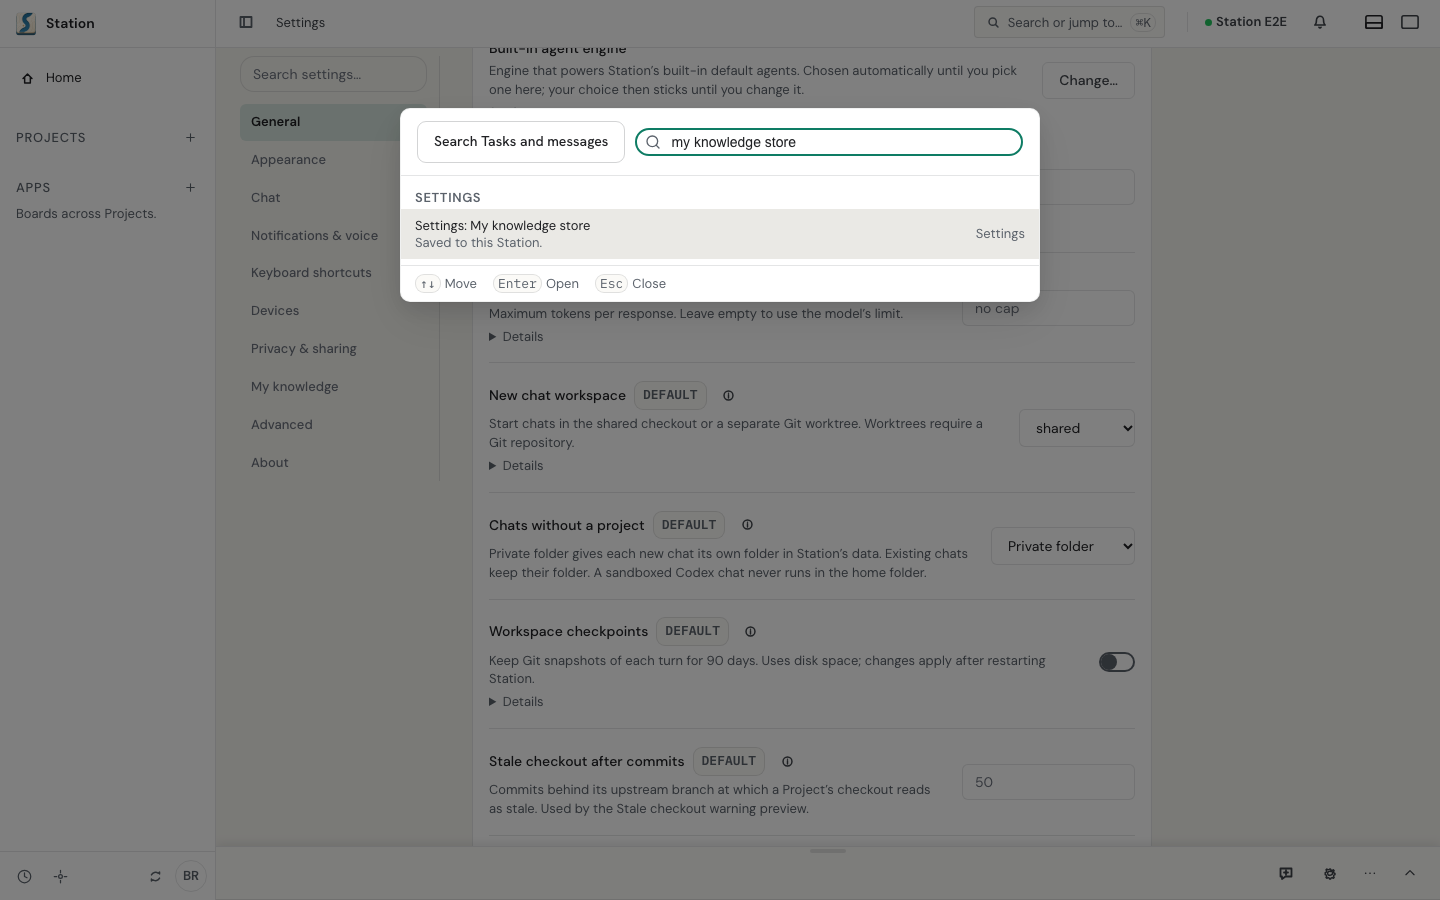 Station
Settings
Search or jump to...
⌘K
Station E2E
Home
PROJECTS
APPS
Boards across Projects.
BR
Search settings...
General
Appearance
Chat
Notifications & voice
Keyboard shortcuts
Devices
Privacy & sharing
My knowledge
Advanced
About
Built-in agent engine
Engine that powers Station's built-in default agents. Chosen automatically until you pick
one here; your choice then sticks until you change it.
Change...
Search Tasks and messages
my knowledge store
SETTINGS
Settings: My knowledge store
Saved to this Station.
Settings
↑↓ Move Enter Open Esc Close
Maximum tokens per response. Leave empty to use the model's limit.
no cap
Details
New chat workspace DEFAULT
Start chats in the shared checkout or a separate Git worktree. Worktrees require a
Git repository.
shared
Details
Chats without a project DEFAULT
Private folder gives each new chat its own folder in Station's data. Existing chats
keep their folder. A sandboxed Codex chat never runs in the home folder.
Private folder
Workspace checkpoints DEFAULT
Keep Git snapshots of each turn for 90 days. Uses disk space; changes apply after restarting
Station.
Details
Stale checkout after commits DEFAULT
Commits behind its upstream branch at which a Project's checkout reads
as stale. Used by the Stale checkout warning preview.
50